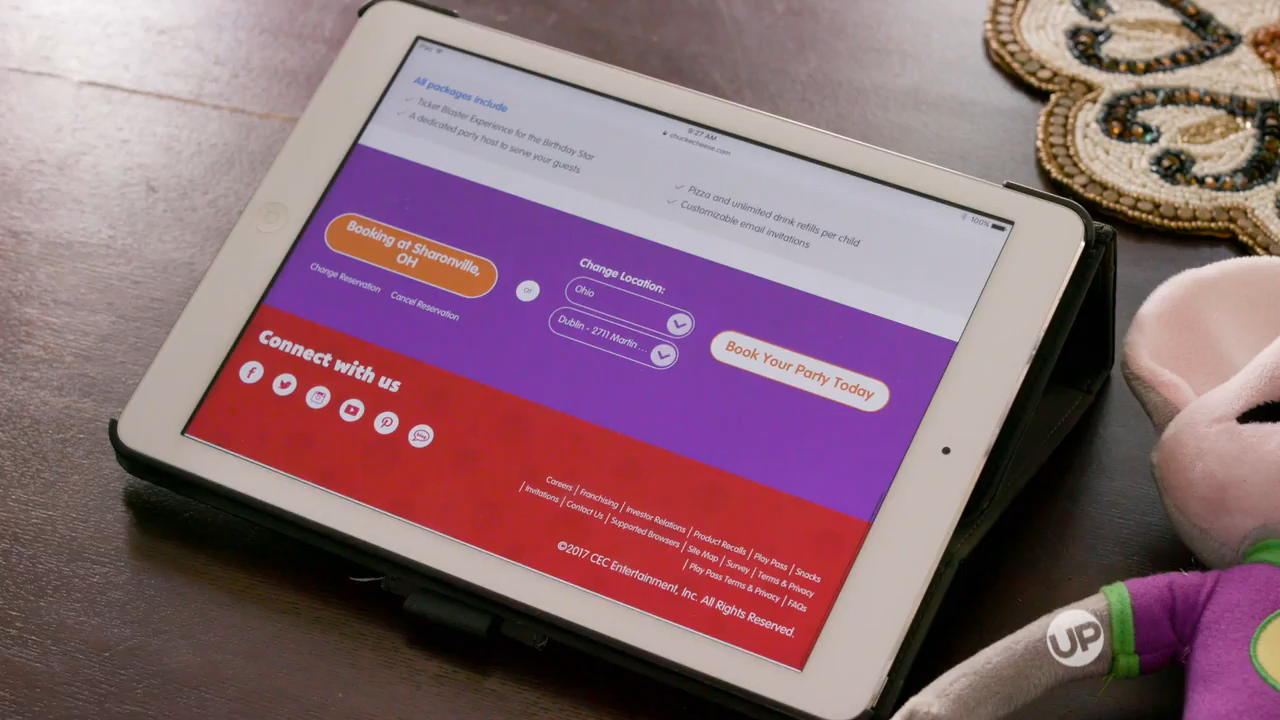 iPad
9:27 AM
chuckecheese.com
100%
All packages include
Ticket Blaster Experience for the Birthday Star
A dedicated party host to serve your guests
Pizza and unlimited drink refills per child
Customizable email invitations
Booking at Sharonville,
OH
Change Reservation
Cancel Reservation
or
Change Location:
Ohio
Dublin - 2711 Martin ...
Book Your Party Today
Connect with us
Careers | Franchising | Investor Relations | Product Recalls | Play Pass | Snacks
| Invitations | Contact Us | Supported Browsers | Site Map | Survey | Terms & Privacy
| Play Pass Terms & Privacy | FAQs
©2017 CEC Entertainment, Inc. All Rights Reserved.
UP